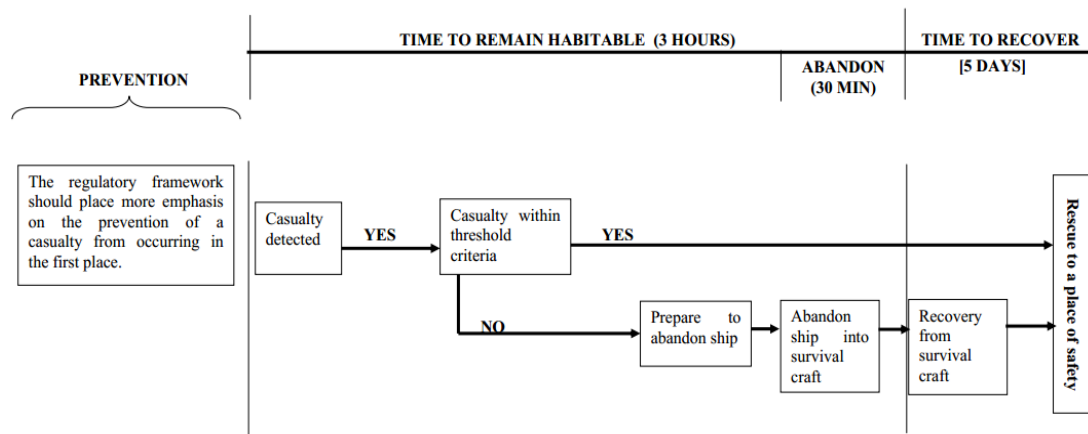 TIME TO REMAIN HABITABLE (3 HOURS)
TIME TO RECOVER
PREVENTION
ABANDON
(30 MIN)
[5 DAYS]
The regulatory framework
should place more emphasis
on the prevention of a
casualty from occurring in
the first place.
Casualty
detected
YES
Casualty within
threshold
criteria
YES
NO
Prepare to
abandon ship
Abandon
ship into
survival
craft
Recovery
from
survival
craft
Rescue to a place of safety